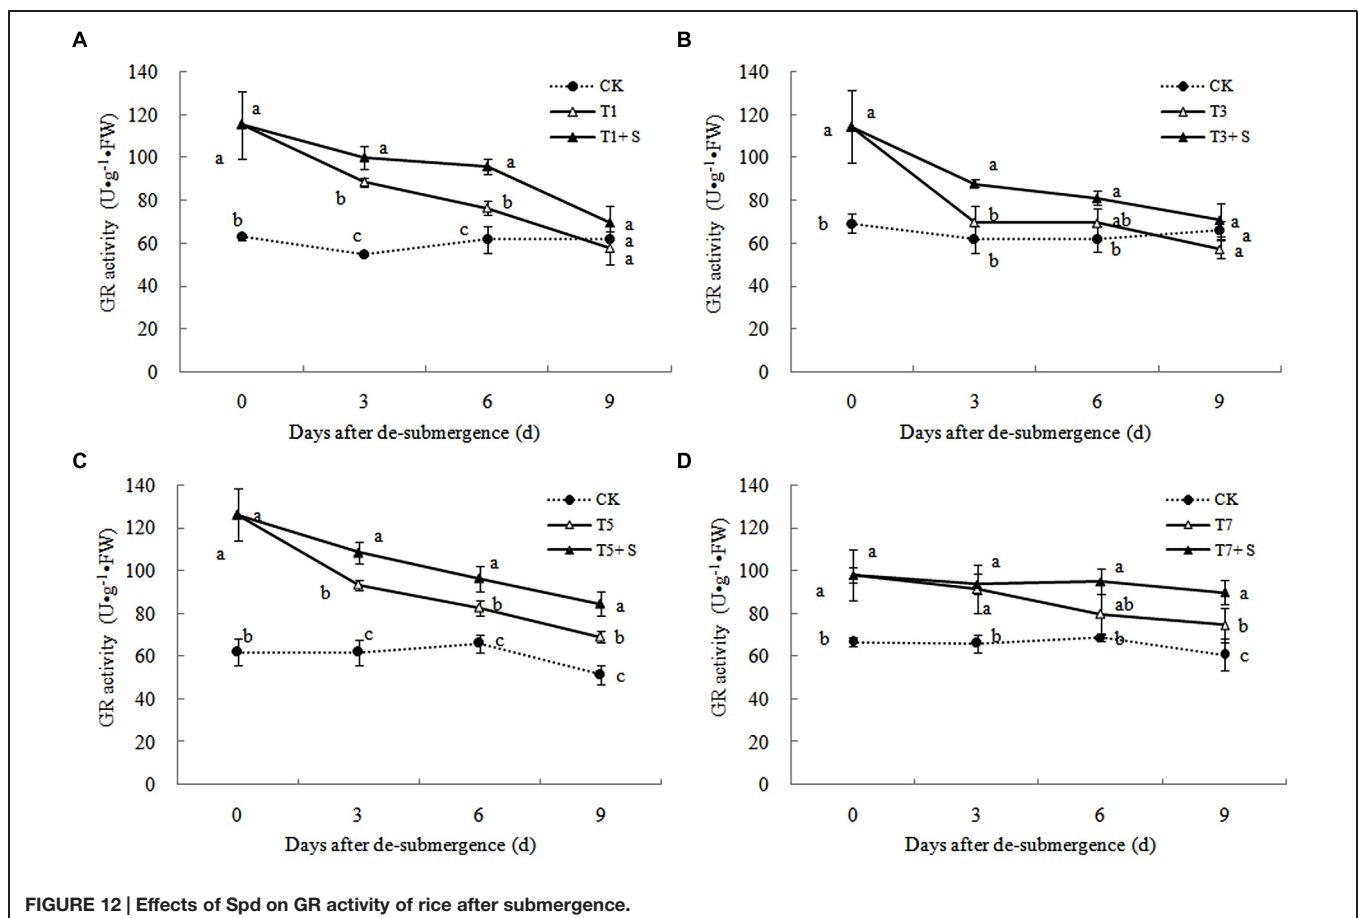 A
140
120
100
80
60
40
20
0
GR activity (U•g-1•FW)
CK
T1
T1+ S
a
a
b
a
b
c
a
b
c
a
a
a
0 3 6 9
Days after de-submergence (d)
B
140
120
100
80
60
40
20
0
GR activity (U•g-1•FW)
CK
T3
T3+ S
a
a
b
a
b
b
a
ab
b
a
a
a
0 3 6 9
Days after de-submergence (d)
C
140
120
100
80
60
40
20
0
GR activity (U•g-1•FW)
CK
T5
T5+ S
a
a
b
a
b
c
a
b
c
a
b
c
0 3 6 9
Days after de-submergence (d)
D
140
120
100
80
60
40
20
0
GR activity (U•g-1•FW)
CK
T7
T7+ S
a
a
b
a
a
b
a
ab
b
a
b
c
0 3 6 9
Days after de-submergence (d)
FIGURE 12 | Effects of Spd on GR activity of rice after submergence.